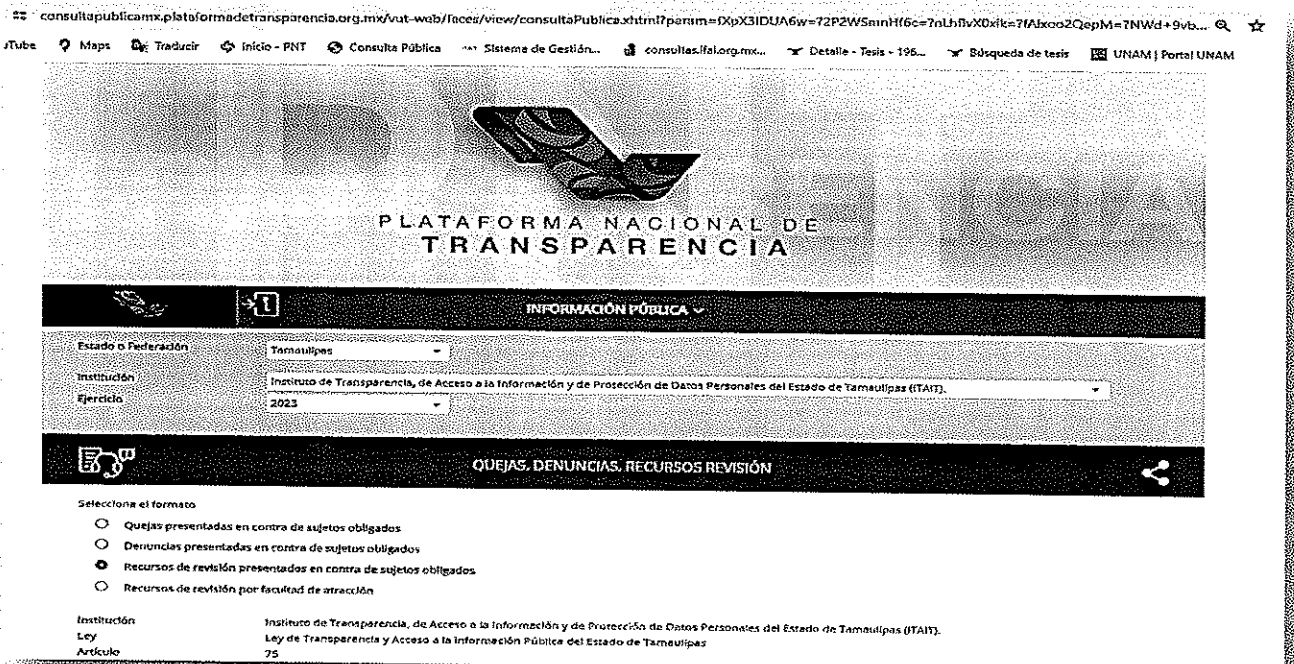 consultapublicamx.plataformadetransparencia.org.mx/vut-web/faces/view/consultaPublica.xhtml?
Tube Maps Traducir Inicio - PNT Consulta Pública Sistema de Gestión... consultas.ifai.org.mx... Detalle - Tesis - 196... Búsqueda de tesis UNAM | Portal UNAM
PLATAFORMA NACIONAL DE
TRANSPARENCIA
INFORMACIÓN PÚBLICA
Estado o Federación Tamaulipas
Institución Instituto de Transparencia, de Acceso a la Información y de Protección de Datos Personales del Estado de Tamaulipas (ITAIT).
Ejercicio 2023
QUEJAS, DENUNCIAS, RECURSOS REVISIÓN
Selecciona el formato
Quejas presentadas en contra de sujetos obligados
Denuncias presentadas en contra de sujetos obligados
Recursos de revisión presentados en contra de sujetos obligados
Recursos de revisión por facultad de atracción
Institución Instituto de Transparencia, de Acceso a la Información y de Protección de Datos Personales del Estado de Tamaulipas (ITAIT).
Ley Ley de Transparencia y Acceso a la Información Pública del Estado de Tamaulipas
Artículo 75